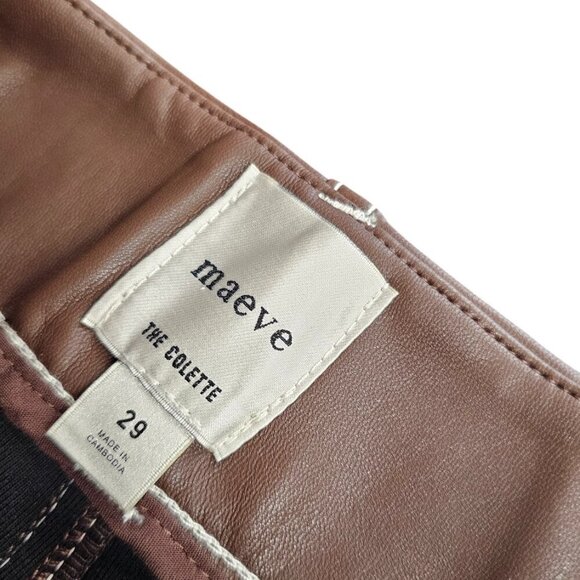 maeve
THE COLETTE
29
MADE IN
CAMBODIA